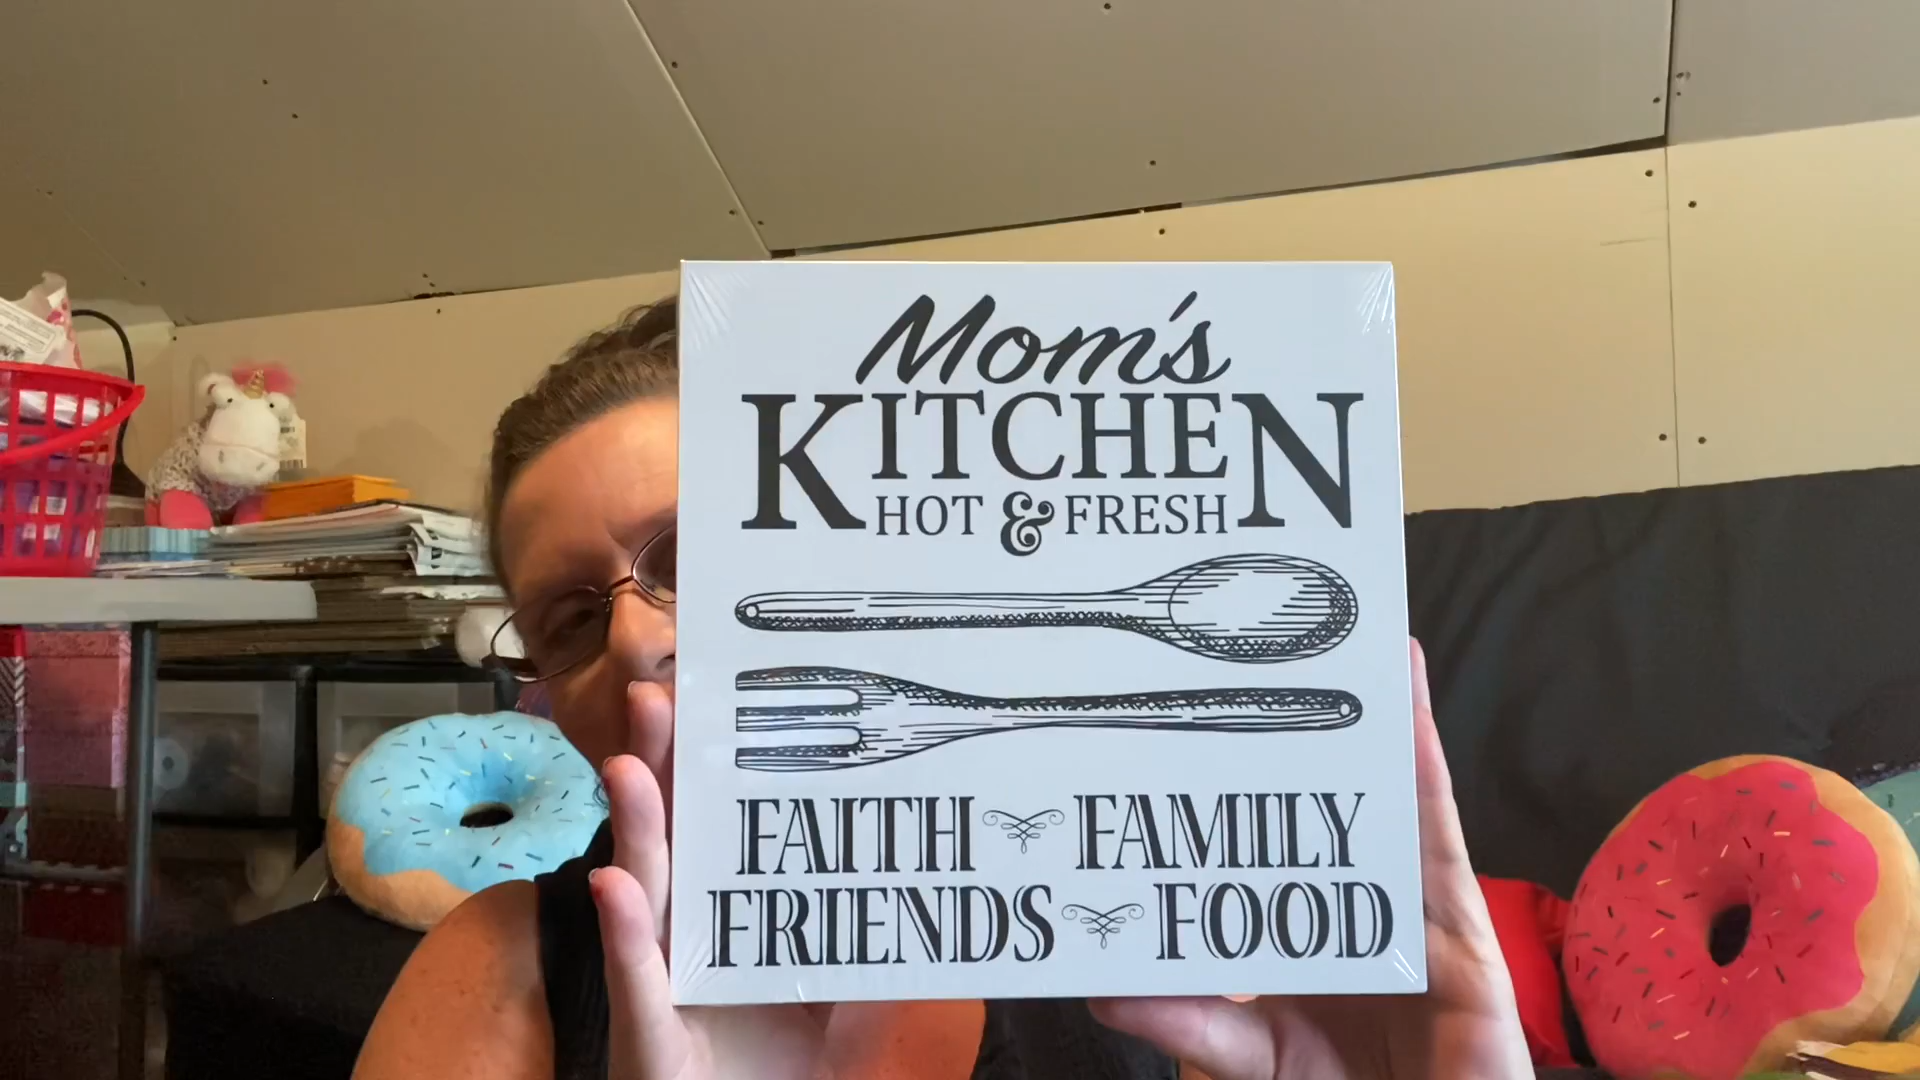 Mom's
KITCHEN
HOT & FRESH
FAITH FAMILY
FRIENDS FOOD